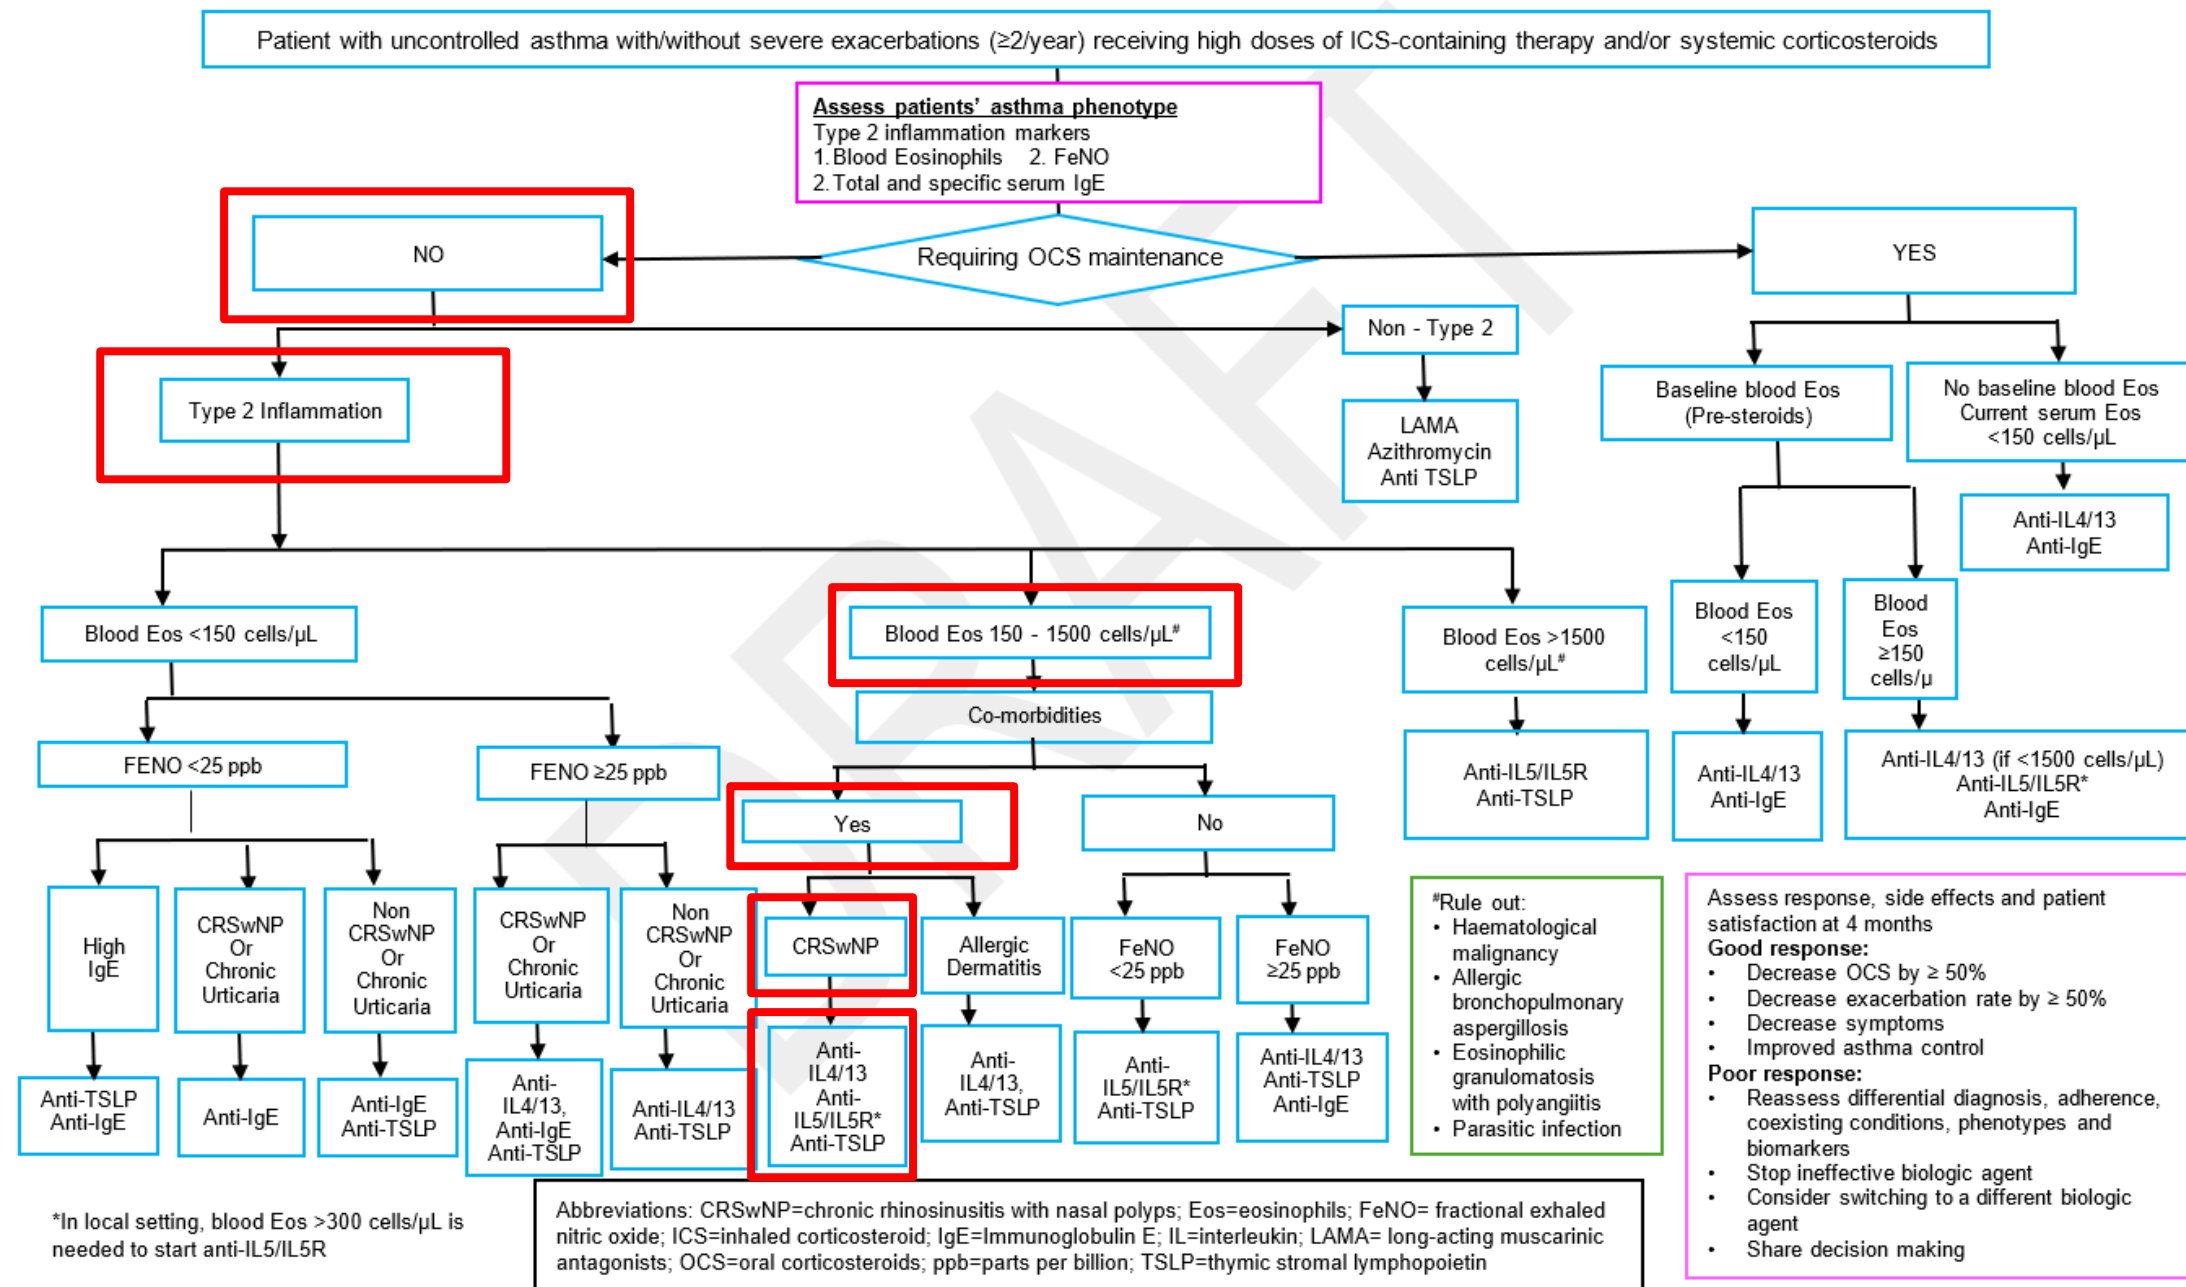 Patient with uncontrolled asthma with/without severe exacerbations (≥2/year) receiving high doses of ICS-containing therapy and/or systemic corticosteroids
Assess patients' asthma phenotype
Type 2 inflammation markers
1. Blood Eosinophils 2. FeNO
2. Total and specific serum IgE
NO
Requiring OCS maintenance
YES
Non - Type 2
Type 2 Inflammation
LAMA
Azithromycin
Anti TSLP
Baseline blood Eos
(Pre-steroids)
No baseline blood Eos
Current serum Eos
<150 cells/µL
Anti-IL4/13
Anti-IgE
Blood Eos <150 cells/µL
Blood Eos 150 - 1500 cells/µL#
Blood Eos >1500
cells/µL#
Blood Eos
<150
cells/µL
Blood
Eos
≥150
cells/µ
Co-morbidities
FENO <25 ppb
FENO ≥25 ppb
Yes
No
Anti-IL5/IL5R
Anti-TSLP
Anti-IL4/13
Anti-IgE
Anti-IL4/13 (if <1500 cells/µL)
Anti-IL5/IL5R*
Anti-IgE
High
IgE
CRSwNP
Or
Chronic
Urticaria
Non
CRSwNP
Or
Chronic
Urticaria
CRSwNP
Or
Chronic
Urticaria
Non
CRSwNP
Or
Chronic
Urticaria
CRSwNP
Allergic
Dermatitis
FeNO
<25 ppb
FeNO
≥25 ppb
Anti-TSLP
Anti-IgE
Anti-IgE
Anti-IgE
Anti-TSLP
Anti-
IL4/13,
Anti-IgE
Anti-TSLP
Anti-IL4/13
Anti-TSLP
Anti-
IL4/13
Anti-
IL5/IL5R*
Anti-TSLP
Anti-
IL4/13,
Anti-TSLP
Anti-
IL5/IL5R*
Anti-TSLP
Anti-IL4/13
Anti-TSLP
Anti-IgE
#Rule out:
• Haematological
malignancy
• Allergic
bronchopulmonary
aspergillosis
• Eosinophilic
granulomatosis
with polyangiitis
• Parasitic infection
Assess response, side effects and patient
satisfaction at 4 months
Good response:
• Decrease OCS by ≥ 50%
• Decrease exacerbation rate by ≥ 50%
• Decrease symptoms
• Improved asthma control
Poor response:
• Reassess differential diagnosis, adherence,
coexisting conditions, phenotypes and
biomarkers
• Stop ineffective biologic agent
• Consider switching to a different biologic
agent
• Share decision making
*In local setting, blood Eos >300 cells/µL is
needed to start anti-IL5/IL5R
Abbreviations: CRSwNP=chronic rhinosinusitis with nasal polyps; Eos=eosinophils; FeNO= fractional exhaled
nitric oxide; ICS=inhaled corticosteroid; IgE=Immunoglobulin E; IL=interleukin; LAMA= long-acting muscarinic
antagonists; OCS=oral corticosteroids; ppb=parts per billion; TSLP=thymic stromal lymphopoietin
DRAFT